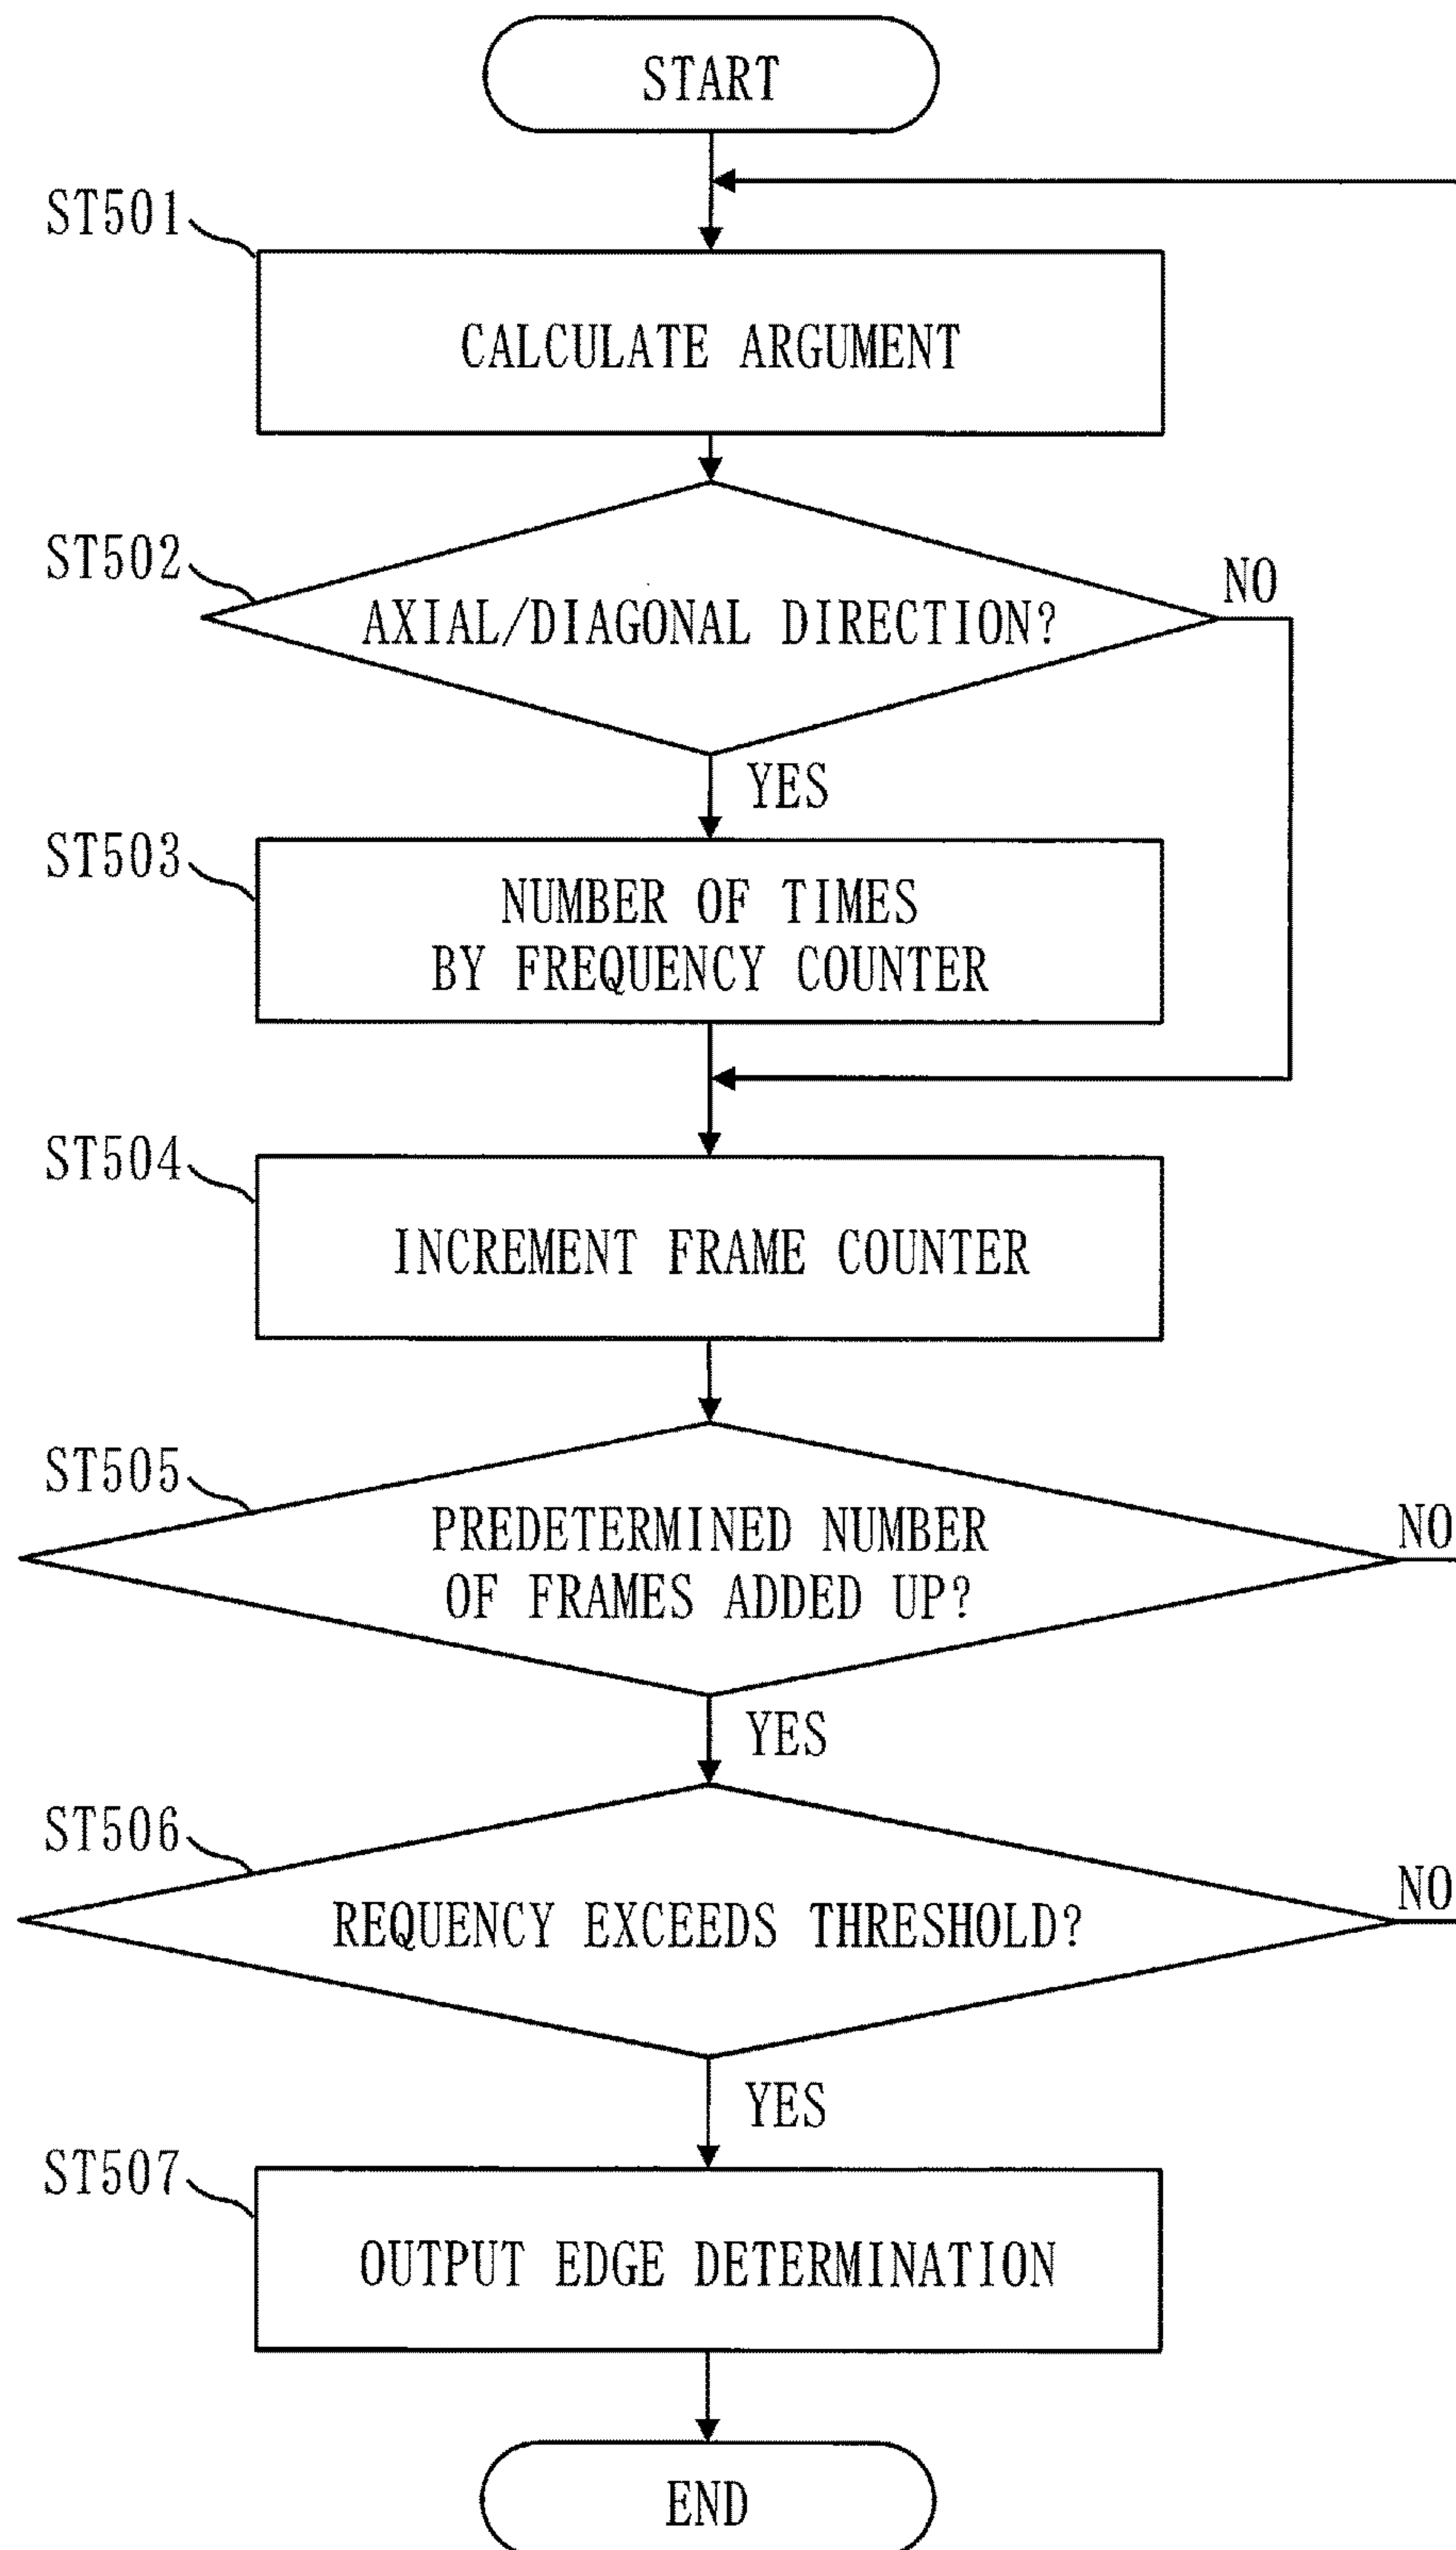 START
ST501
CALCULATE ARGUMENT
ST502
AXIAL/DIAGONAL DIRECTION?
NO
YES
ST503
NUMBER OF TIMES
BY FREQUENCY COUNTER
ST504
INCREMENT FRAME COUNTER
ST505
PREDETERMINED NUMBER
OF FRAMES ADDED UP?
NO
YES
ST506
REQUENCY EXCEEDS THRESHOLD?
NO
YES
ST507
OUTPUT EDGE DETERMINATION
END